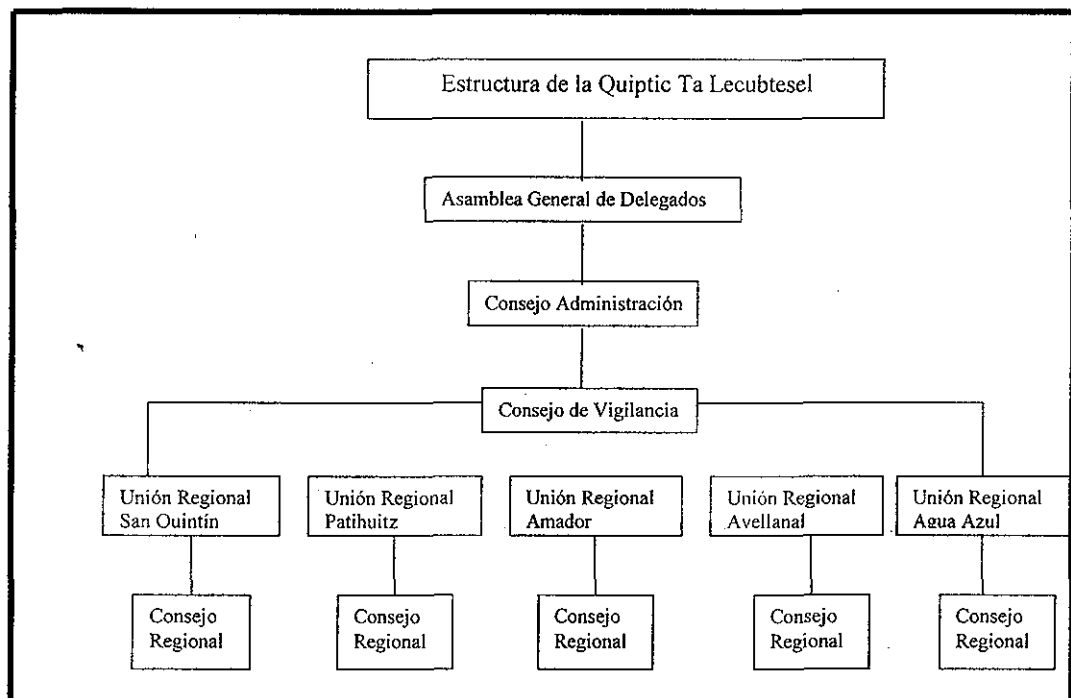 Estructura de la Quiptic Ta Lecubtesel
Asamblea General de Delegados
Consejo Administración
Consejo de Vigilancia
Unión Regional
San Quintín
Unión Regional
Patihuitz
Unión Regional
Amador
Unión Regional
Avellanal
Unión Regional
Agua Azul
Consejo
Regional
Consejo
Regional
Consejo
Regional
Consejo
Regional
Consejo
Regional